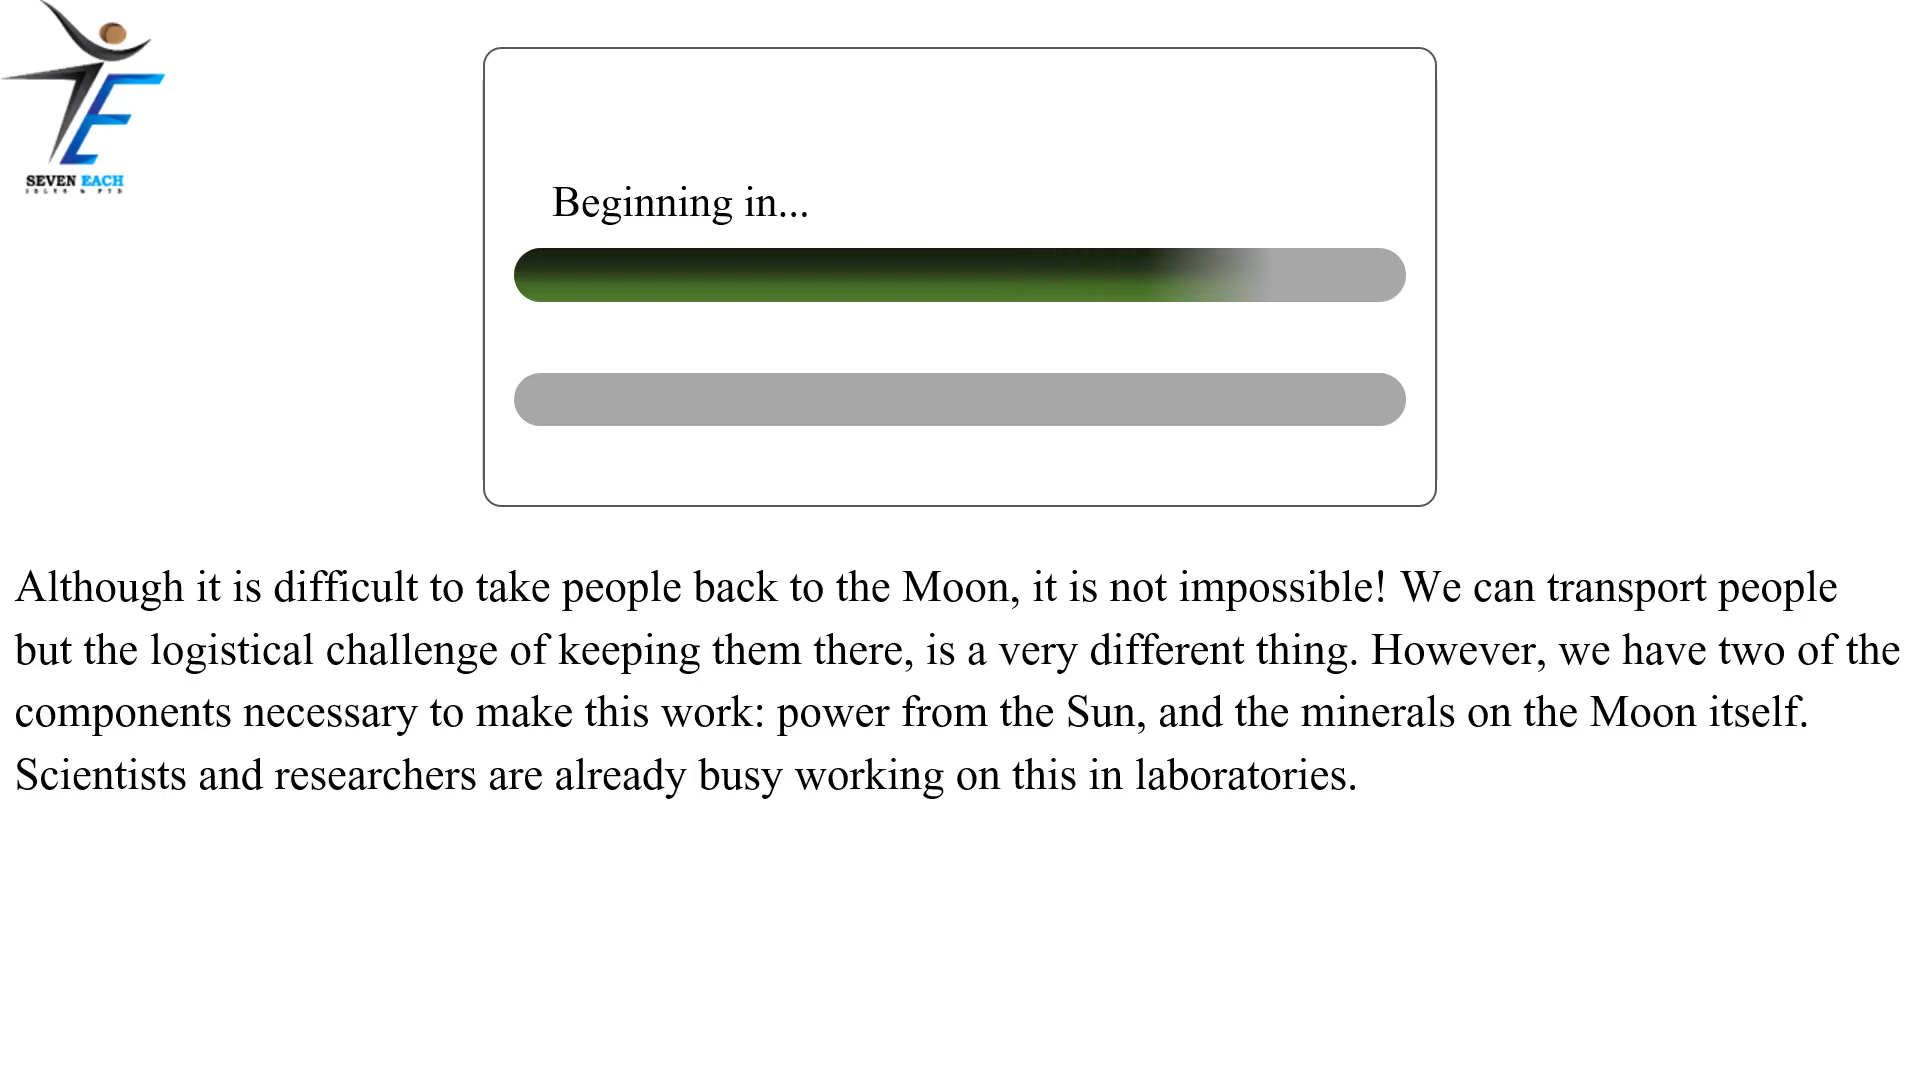 SEVEN EACH
Beginning in...
Although it is difficult to take people back to the Moon, it is not impossible! We can transport people
but the logistical challenge of keeping them there, is a very different thing. However, we have two of the
components necessary to make this work: power from the Sun, and the minerals on the Moon itself.
Scientists and researchers are already busy working on this in laboratories.